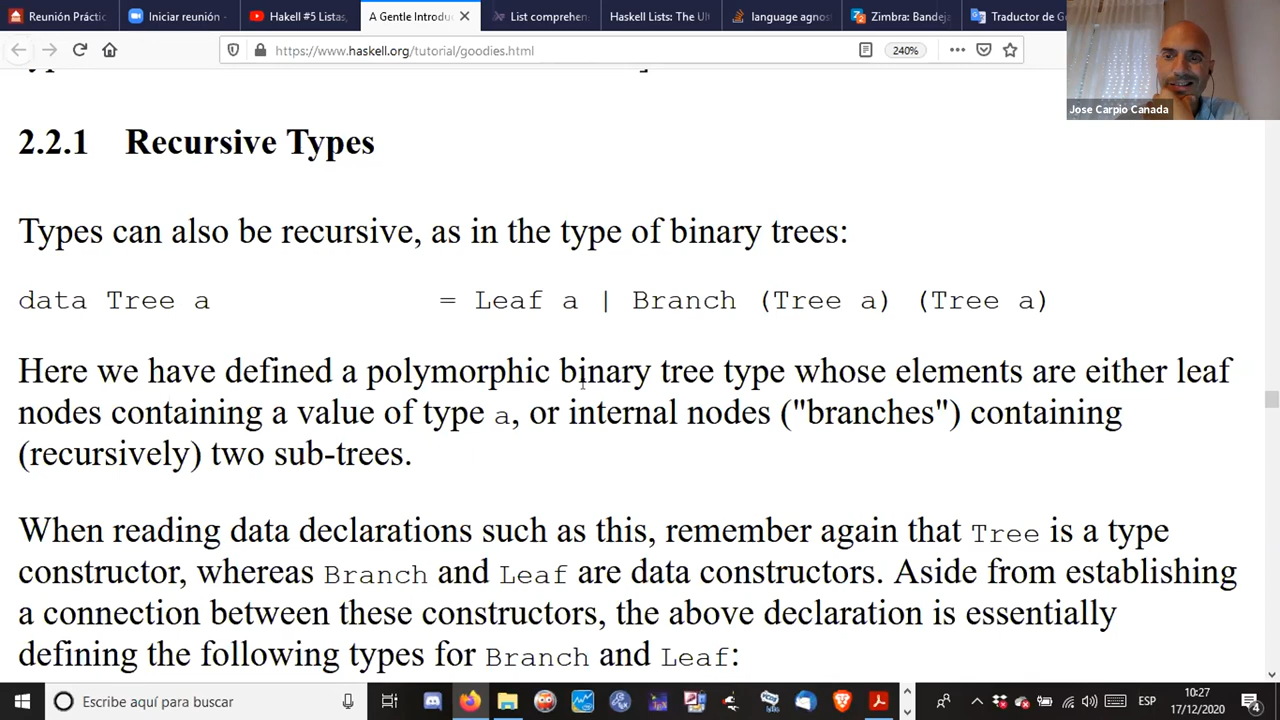 Reunión Práctic
Iniciar reunión -
Hakell #5 Listas,
A Gentle Introduc
List comprehen
Haskell Lists: The Ult
language agnos
Zimbra: Bandeja
Traductor de Go
https://www.haskell.org/tutorial/goodies.html
240%
Jose Carpio Canada
2.2.1 Recursive Types
Types can also be recursive, as in the type of binary trees:
data Tree a = Leaf a | Branch (Tree a) (Tree a)
Here we have defined a polymorphic binary tree type whose elements are either leaf
nodes containing a value of type a, or internal nodes ("branches") containing
(recursively) two sub-trees.
When reading data declarations such as this, remember again that Tree is a type
constructor, whereas Branch and Leaf are data constructors. Aside from establishing
a connection between these constructors, the above declaration is essentially
defining the following types for Branch and Leaf:
Escribe aquí para buscar
ESP
10:27
17/12/2020
4